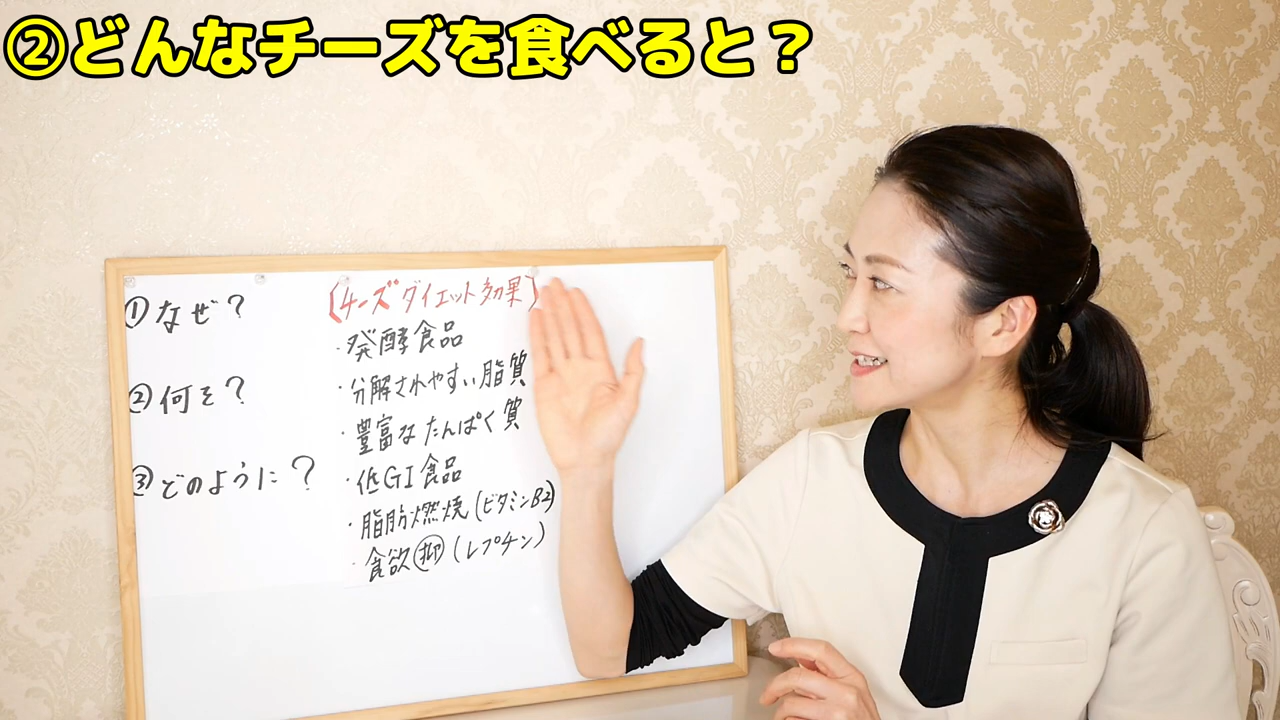 ②どんなチーズを食べると？
①なぜ？
②何を？
③どのように？
〔チーズダイエット効果〕
・発酵食品
・分解されやすい脂質
・豊富なたんぱく質
・低GI食品
・脂肪燃焼(ビタミンB2)
・食欲㊥(レプチン)